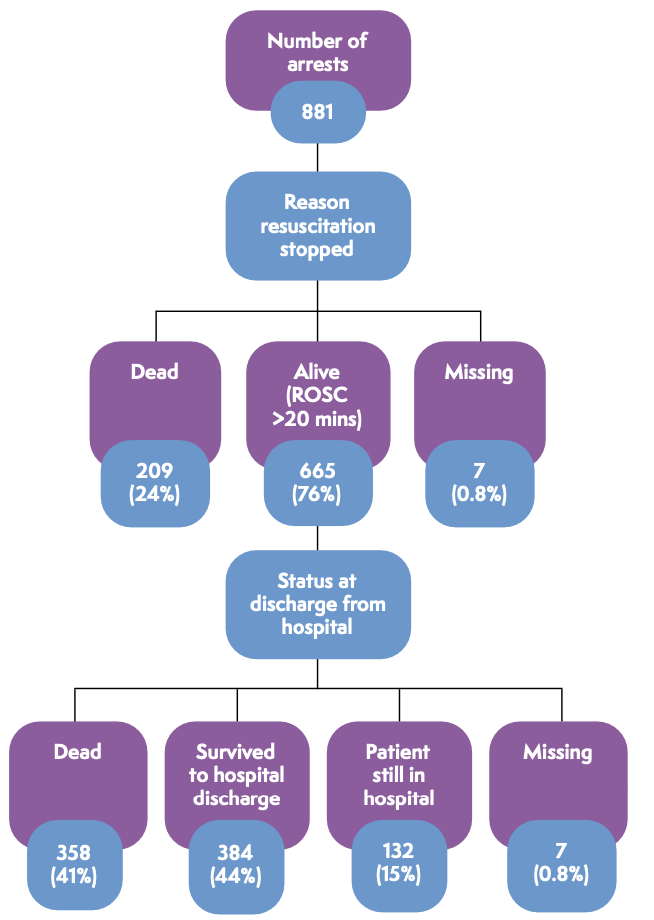 Number of
arrests
881
Reason
resuscitation
stopped
Dead
209
(24%)
Alive
(ROSC
>20 mins)
665
(76%)
Missing
7
(0.8%)
Status at
discharge from
hospital
Dead
358
(41%)
Survived
to hospital
discharge
384
(44%)
Patient
still in
hospital
132
(15%)
Missing
7
(0.8%)